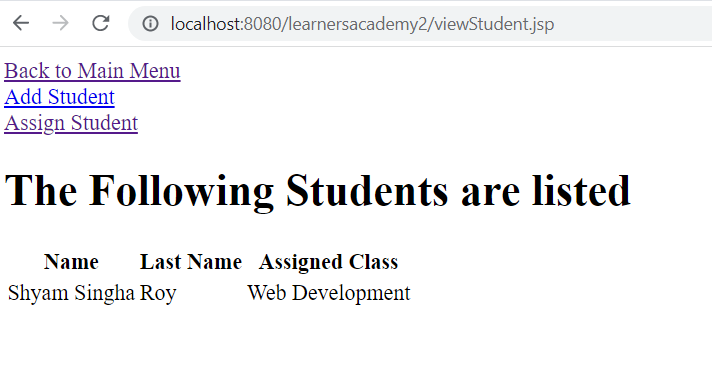 localhost:8080/learnersacademy2/viewStudent.jsp
Back to Main Menu
Add Student
Assign Student
The Following Students are listed
Name Last Name Assigned Class
Shyam Singha Roy Web Development